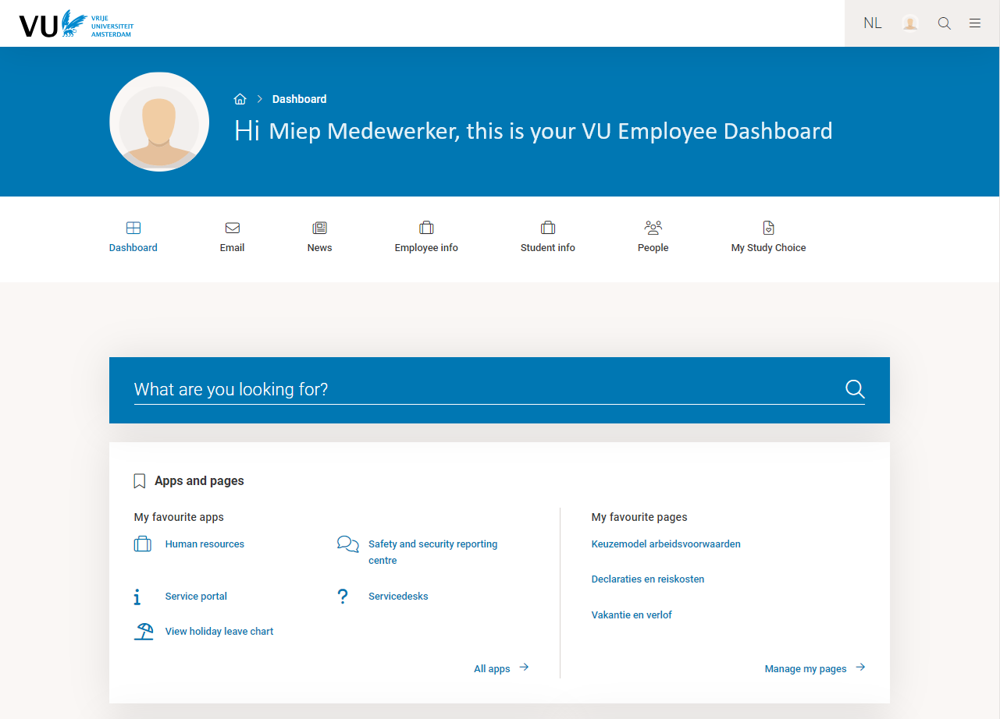 VU VRIJE
UNIVERSITEIT
AMSTERDAM
NL
Dashboard
Hi Miep Medewerker, this is your VU Employee Dashboard
Dashboard
Email
News
Employee info
Student info
People
My Study Choice
What are you looking for?
Apps and pages
My favourite apps
Human resources
Safety and security reporting
centre
Service portal
Servicedesks
View holiday leave chart
All apps
My favourite pages
Keuzemodel arbeidsvoorwaarden
Declaraties en reiskosten
Vakantie en verlof
Manage my pages